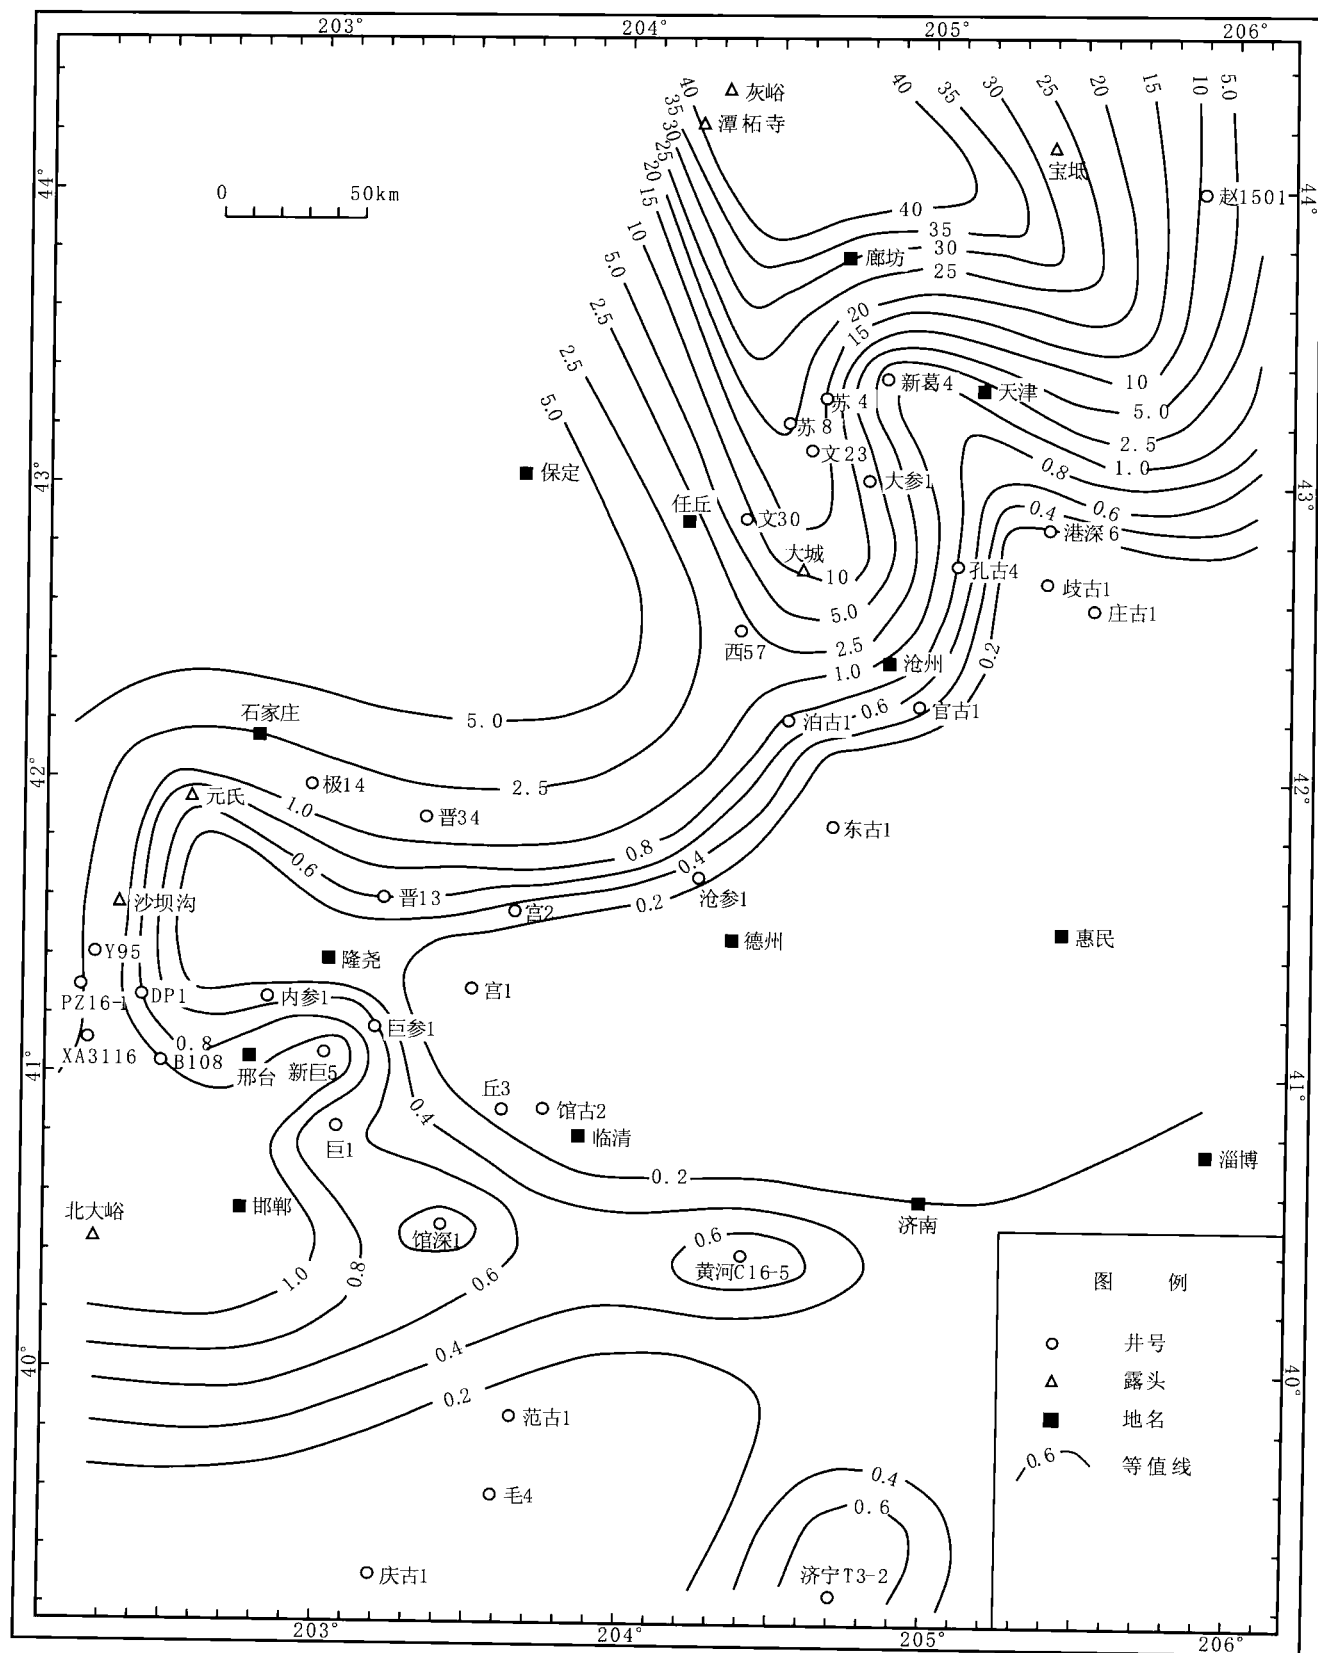 203° 204° 205° 206°
40 35 30 25 20 15 10 5.0
40 35 30 25 20 15 10 5.0 2.5 2.5 5.0
灰峪
潭柘寺
宝坻
44°
44°
0 50km
赵1501
40
35
30
25
廊坊
20
15
10
5.0
2.5
1.0
新葛4
天津
苏4
苏8
文23
大参1
保定
43°
43°
任丘
文30
0.8
0.6
0.4
港深6
大城
10
孔古4
歧古1
庄古1
5.0
西57
2.5
沧州
0.2
1.0
石家庄
5.0
泊古1
0.6
官古1
42°
42°
极14
2.5
元氏
1.0
晋34
东古1
0.8
0.6
0.4
沙坝沟
晋13
沧参1
宫2
0.2
Y95
隆尧
德州
惠民
PZ16-1
DP1
内参1
宫1
巨参1
XA3116
0.8
B108
邢台
新巨5
41°
41°
丘3
馆古2
0.4
巨1
临清
0.2
淄博
北大峪
邯郸
馆深1
济南
0.6
黄河C16-5
1.0
0.8
0.6
图 例
井号
40°
0.4
40°
露头
0.2
范古1
地名
0.6
等值线
0.4
毛4
0.6
庆古1
济宁T3-2
203° 204° 205° 206°